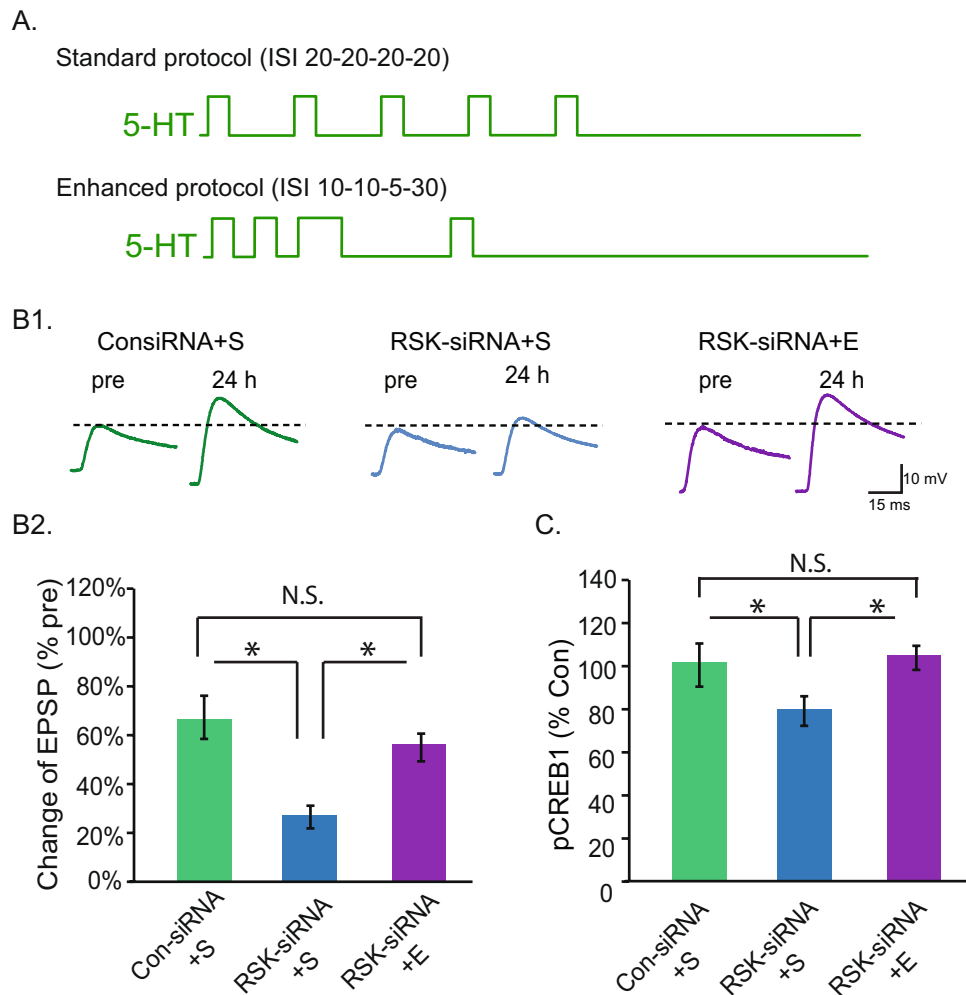 A.
Standard protocol (ISI 20-20-20-20)
5-HT
Enhanced protocol (ISI 10-10-5-30)
5-HT
B1.
ConsiRNA+S
pre
24 h
RSK-siRNA+S
pre
24 h
RSK-siRNA+E
pre
24 h
10 mV
15 ms
B2.
Change of EPSP (% pre)
120%
100%
80%
60%
40%
20%
0%
N.S.
*
*
Con-siRNA
+S
RSK-siRNA
+S
RSK-siRNA
+E
C.
pCREB1 (% Con)
140
120
100
80
60
40
20
0
N.S.
*
*
Con-siRNA
+S
RSK-siRNA
+S
RSK-siRNA
+E